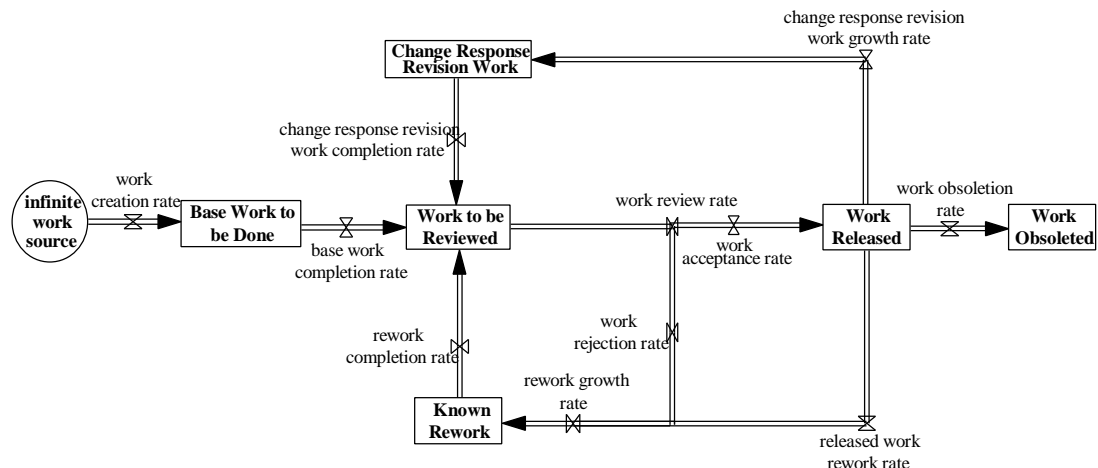 change response revision
work growth rate
Change Response
Revision Work
change response revision
work completion rate
work
creation rate
infinite
work
source
Base Work to
be Done
base work
completion rate
Work to be
Reviewed
work review rate
work
acceptance rate
Work
Released
work obsoletion
rate
Work
Obsoleted
rework
completion rate
work
rejection rate
rework growth
rate
Known
Rework
released work
rework rate